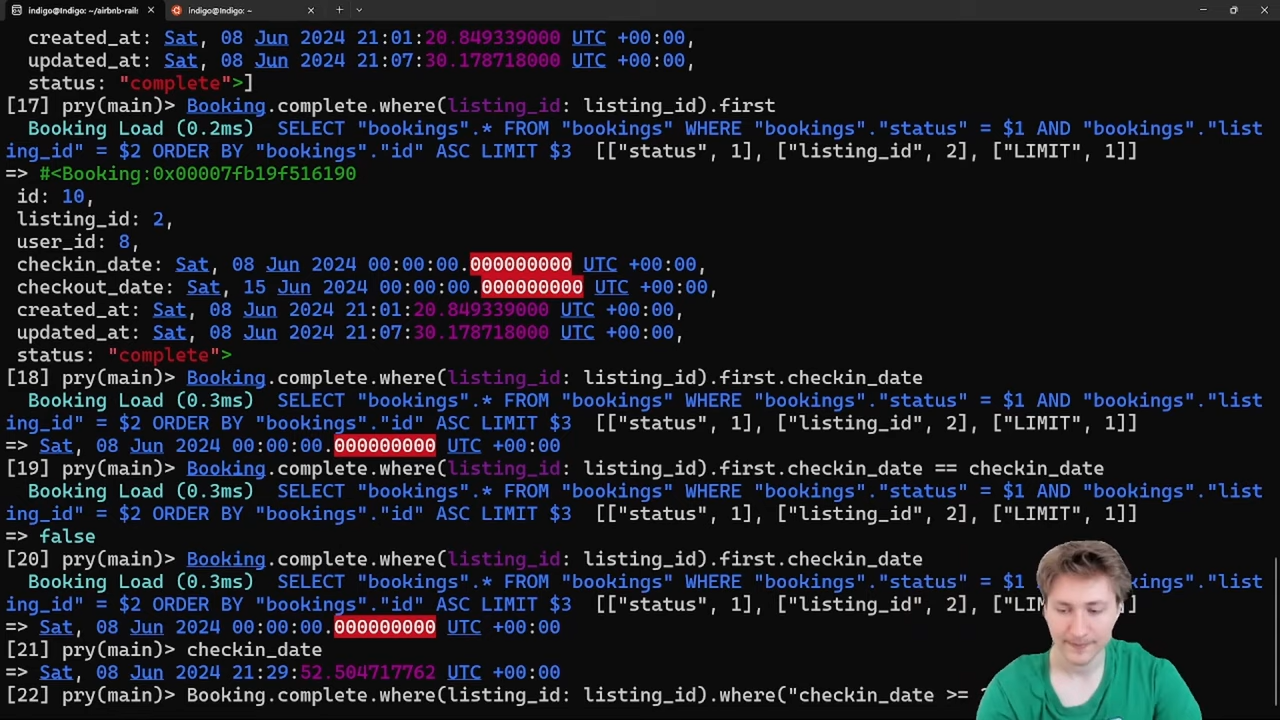 indigo@Indigo: ~/airbnb-rails
indigo@Indigo: ~
created_at: Sat, 08 Jun 2024 21:01:20.849339000 UTC +00:00,
updated_at: Sat, 08 Jun 2024 21:07:30.178718000 UTC +00:00,
status: "complete">]
[17] pry(main)> Booking.complete.where(listing_id: listing_id).first
Booking Load (0.2ms)  SELECT "bookings".* FROM "bookings" WHERE "bookings"."status" = $1 AND "bookings"."list
ing_id" = $2 ORDER BY "bookings"."id" ASC LIMIT $3  [["status", 1], ["listing_id", 2], ["LIMIT", 1]]
=> #<Booking:0x00007fb19f516190
id: 10,
listing_id: 2,
user_id: 8,
checkin_date: Sat, 08 Jun 2024 00:00:00.000000000 UTC +00:00,
checkout_date: Sat, 15 Jun 2024 00:00:00.000000000 UTC +00:00,
created_at: Sat, 08 Jun 2024 21:01:20.849339000 UTC +00:00,
updated_at: Sat, 08 Jun 2024 21:07:30.178718000 UTC +00:00,
status: "complete">
[18] pry(main)> Booking.complete.where(listing_id: listing_id).first.checkin_date
Booking Load (0.3ms)  SELECT "bookings".* FROM "bookings" WHERE "bookings"."status" = $1 AND "bookings"."list
ing_id" = $2 ORDER BY "bookings"."id" ASC LIMIT $3  [["status", 1], ["listing_id", 2], ["LIMIT", 1]]
=> Sat, 08 Jun 2024 00:00:00.000000000 UTC +00:00
[19] pry(main)> Booking.complete.where(listing_id: listing_id).first.checkin_date == checkin_date
Booking Load (0.3ms)  SELECT "bookings".* FROM "bookings" WHERE "bookings"."status" = $1 AND "bookings"."list
ing_id" = $2 ORDER BY "bookings"."id" ASC LIMIT $3  [["status", 1], ["listing_id", 2], ["LIMIT", 1]]
=> false
[20] pry(main)> Booking.complete.where(listing_id: listing_id).first.checkin_date
Booking Load (0.3ms)  SELECT "bookings".* FROM "bookings" WHERE "bookings"."status" = $1 "list
ing_id" = $2 ORDER BY "bookings"."id" ASC LIMIT $3  [["status", 1], ["listing_id", 2], 1]]
=> Sat, 08 Jun 2024 00:00:00.000000000 UTC +00:00
[21] pry(main)> checkin_date
=> Sat, 08 Jun 2024 21:29:52.504717762 UTC +00:00
[22] pry(main)> Booking.complete.where(listing_id: listing_id).where("checkin_date >=